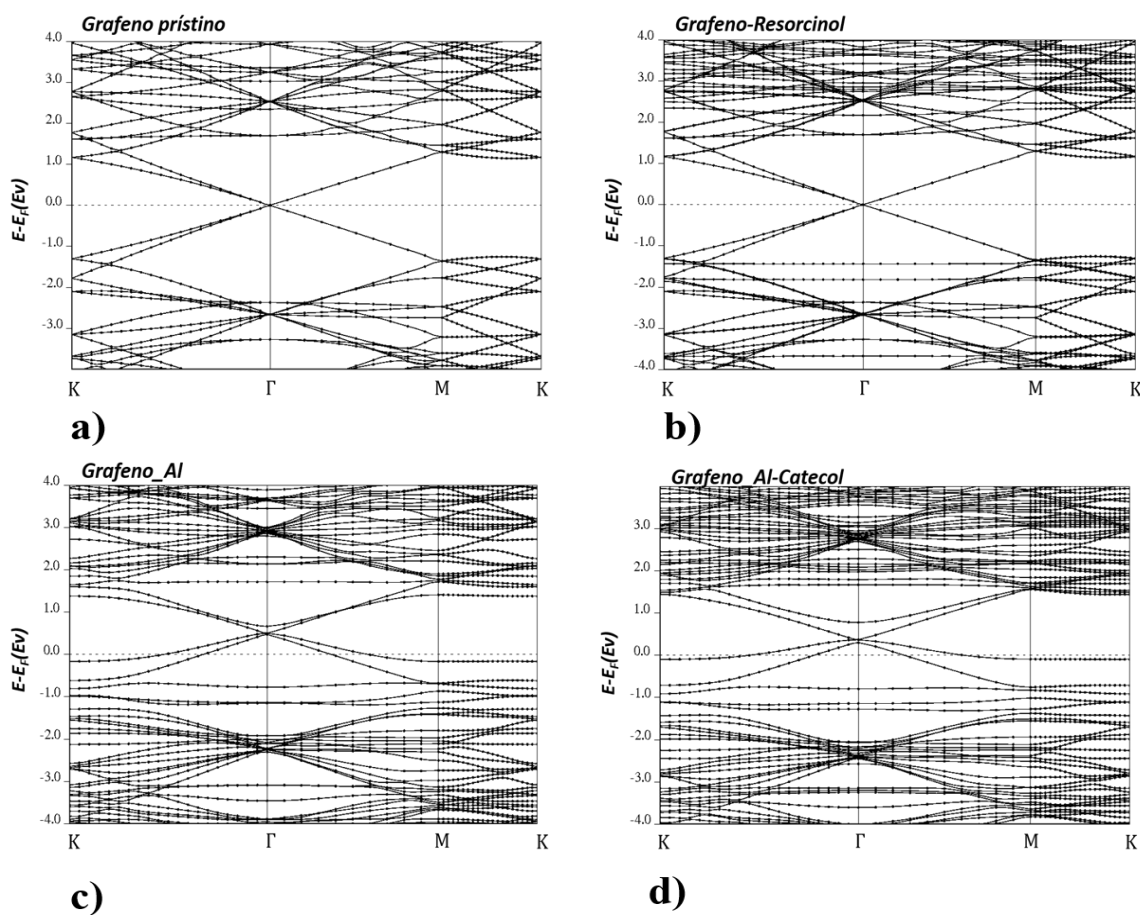 Grafeno prístino
4.0
3.0
2.0
1.0
0.0
-1.0
-2.0
-3.0
E-EF(Ev)
K Γ M K
a)
Grafeno-Resorcinol
4.0
3.0
2.0
1.0
0.0
-1.0
-2.0
-3.0
-4.0
E-EF(Ev)
K Γ M K
b)
Grafeno_Al
4.0
3.0
2.0
1.0
0.0
-1.0
-2.0
-3.0
-4.0
E-EF(Ev)
K Γ M K
c)
Grafeno_Al-Catecol
3.0
2.0
1.0
0.0
-1.0
-2.0
-3.0
-4.0
E-EF(Ev)
K Γ M K
d)